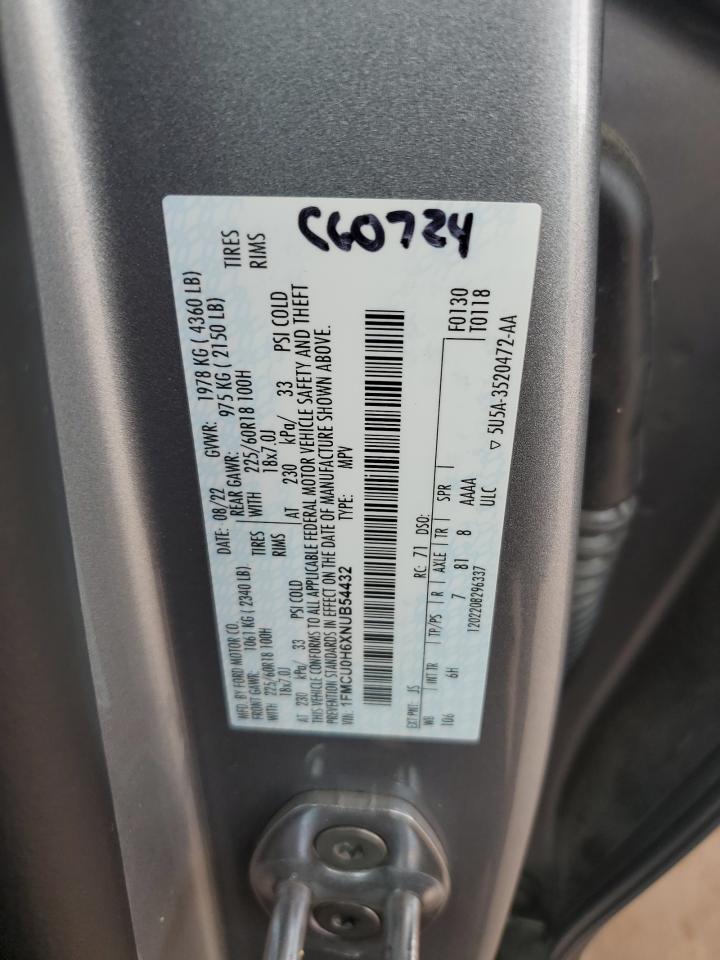 C60724
MFD. BY FORD MOTOR CO.
DATE: 08/22 GVWR: 1978 KG ( 4360 LB)
FRONT GAWR: 1061 KG ( 2340 LB) REAR GAWR: 975 KG ( 2150 LB)
WITH 225/60R18 100H TIRES WITH 225/60R18 100H TIRES
18x7.0J RIMS 18x7.0J RIMS
AT 230 kPa/ 33 PSI COLD AT 230 kPa/ 33 PSI COLD
THIS VEHICLE CONFORMS TO ALL APPLICABLE FEDERAL MOTOR VEHICLE SAFETY AND THEFT
PREVENTION STANDARDS IN EFFECT ON THE DATE OF MANUFACTURE SHOWN ABOVE.
VIN: 1FMCU0H6XNUB54432 TYPE: MPV
F0130
T0118
EXT PNT: JS RC: 71 DSO:
WB INT TR TP/PS R AXLE TR SPR
106 6H 7 81 8 AAAA
12022082963​37 ULC
▽ 5U5A-3520472-AA